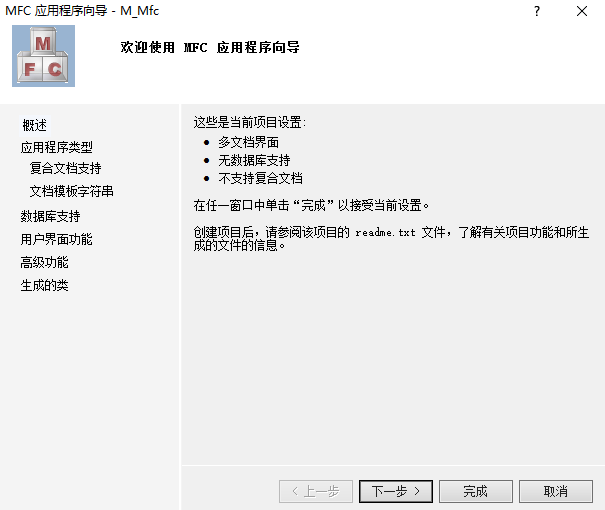 MFC 应用程序向导 - M_Mfc
?
M
F C
欢迎使用 MFC 应用程序向导
概述
应用程序类型
复合文档支持
文档模板字符串
数据库支持
用户界面功能
高级功能
生成的类
这些是当前项目设置:
• 多文档界面
• 无数据库支持
• 不支持复合文档
在任一窗口中单击“完成”以接受当前设置。
创建项目后，请参阅该项目的 readme.txt 文件，了解有关项目功能和所生
成的文件的信息。
< 上一步
下一步 >
完成
取消